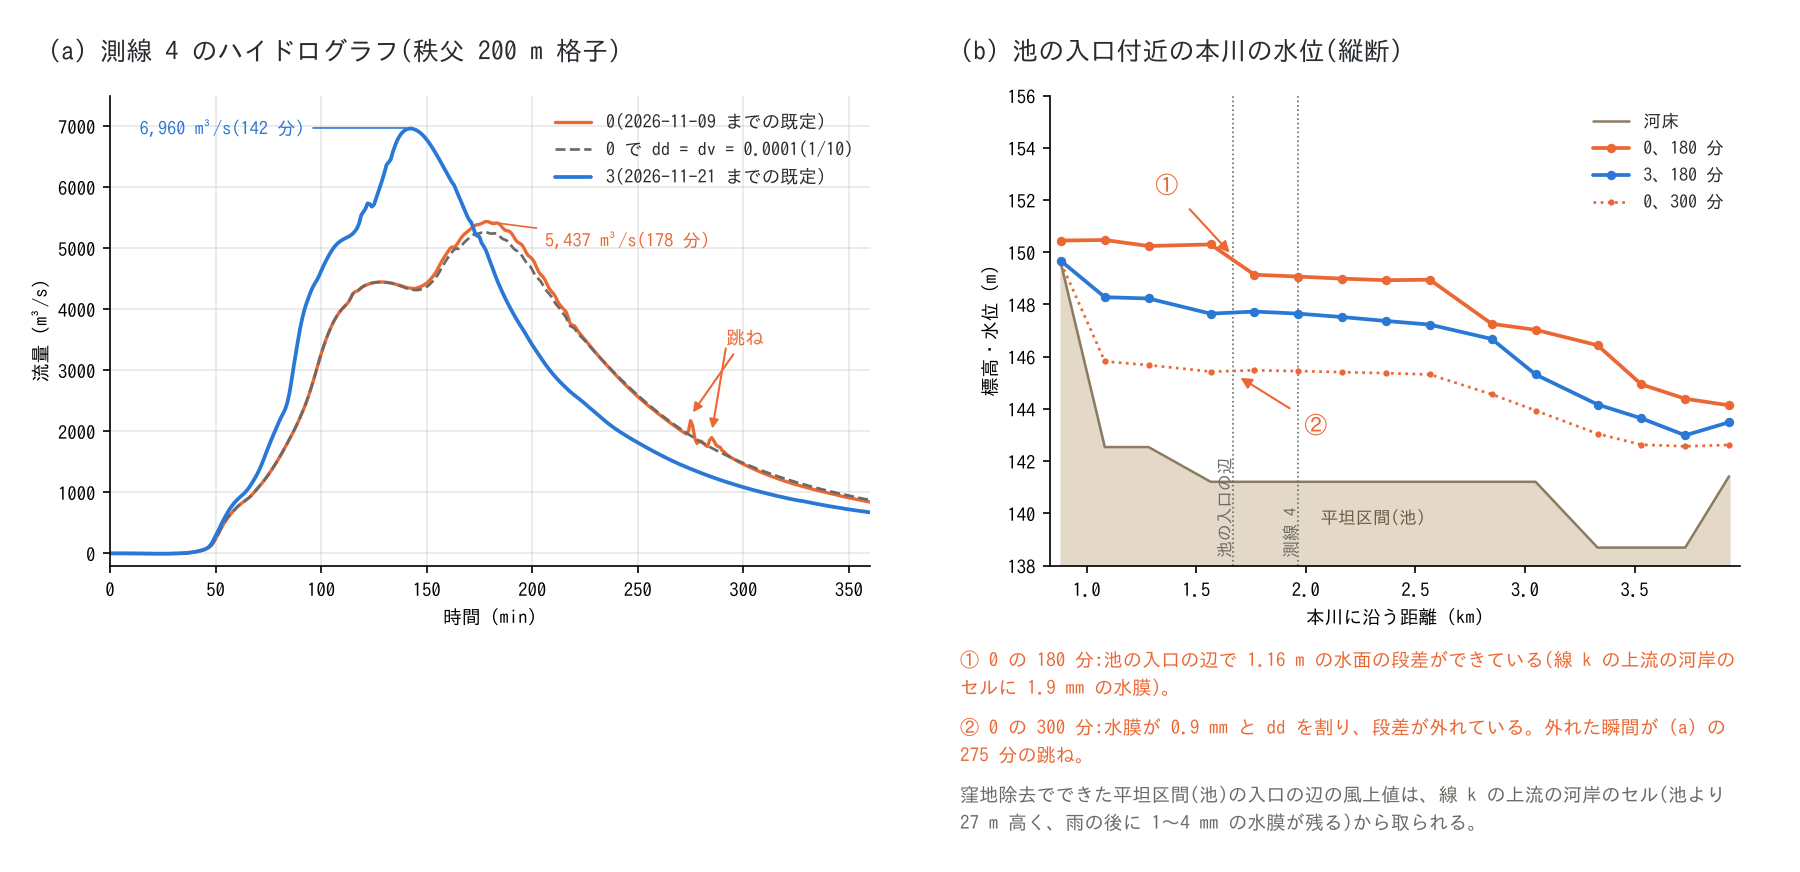 (a) 測線 4 のハイドログラフ(秩父 200 m 格子)
7000
6000
5000
4000
3000
2000
1000
0
流量 (m³/s)
6,960 m³/s(142 分)
0(2026-11-09 までの既定)
0 で dd = dv = 0.0001(1/10)
3(2026-11-21 までの既定)
5,437 m³/s(178 分)
跳ね
0
50
100
150
200
250
300
350
時間 (min)
(b) 池の入口付近の本川の水位(縦断)
156
154
152
150
148
146
144
142
140
138
標高・水位 (m)
河床
0、180 分
3、180 分
0、300 分
①
②
池の入口の辺
測線 4
平坦区間(池)
1.0
1.5
2.0
2.5
3.0
3.5
本川に沿う距離 (km)
① 0 の 180 分:池の入口の辺で 1.16 m の水面の段差ができている(線 k の上流の河岸の
セルに 1.9 mm の水膜)。
② 0 の 300 分:水膜が 0.9 mm と dd を割り、段差が外れている。外れた瞬間が (a) の
275 分の跳ね。
窪地除去でできた平坦区間(池)の入口の辺の風上値は、線 k の上流の河岸のセル(池より
27 m 高く、雨の後に 1〜4 mm の水膜が残る)から取られる。